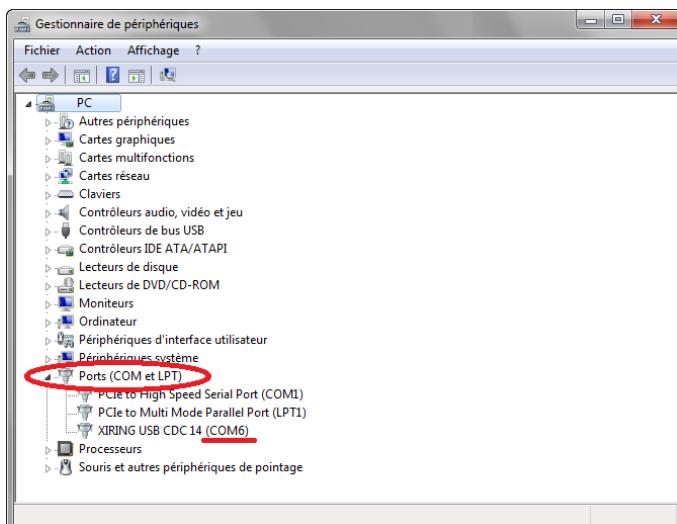 Gestionnaire de périphériques
Fichier Action Affichage ?
PC
Autres périphériques
Cartes graphiques
Cartes multifonctions
Cartes réseau
Claviers
Contrôleurs audio, vidéo et jeu
Contrôleurs de bus USB
Contrôleurs IDE ATA/ATAPI
Lecteurs de disque
Lecteurs de DVD/CD-ROM
Moniteurs
Ordinateur
Périphériques d'interface utilisateur
Périphériques système
Ports (COM et LPT)
PCIe to High Speed Serial Port (COM1)
PCIe to Multi Mode Parallel Port (LPT1)
XIRING USB CDC 14 (COM6)
Processeurs
Souris et autres périphériques de pointage